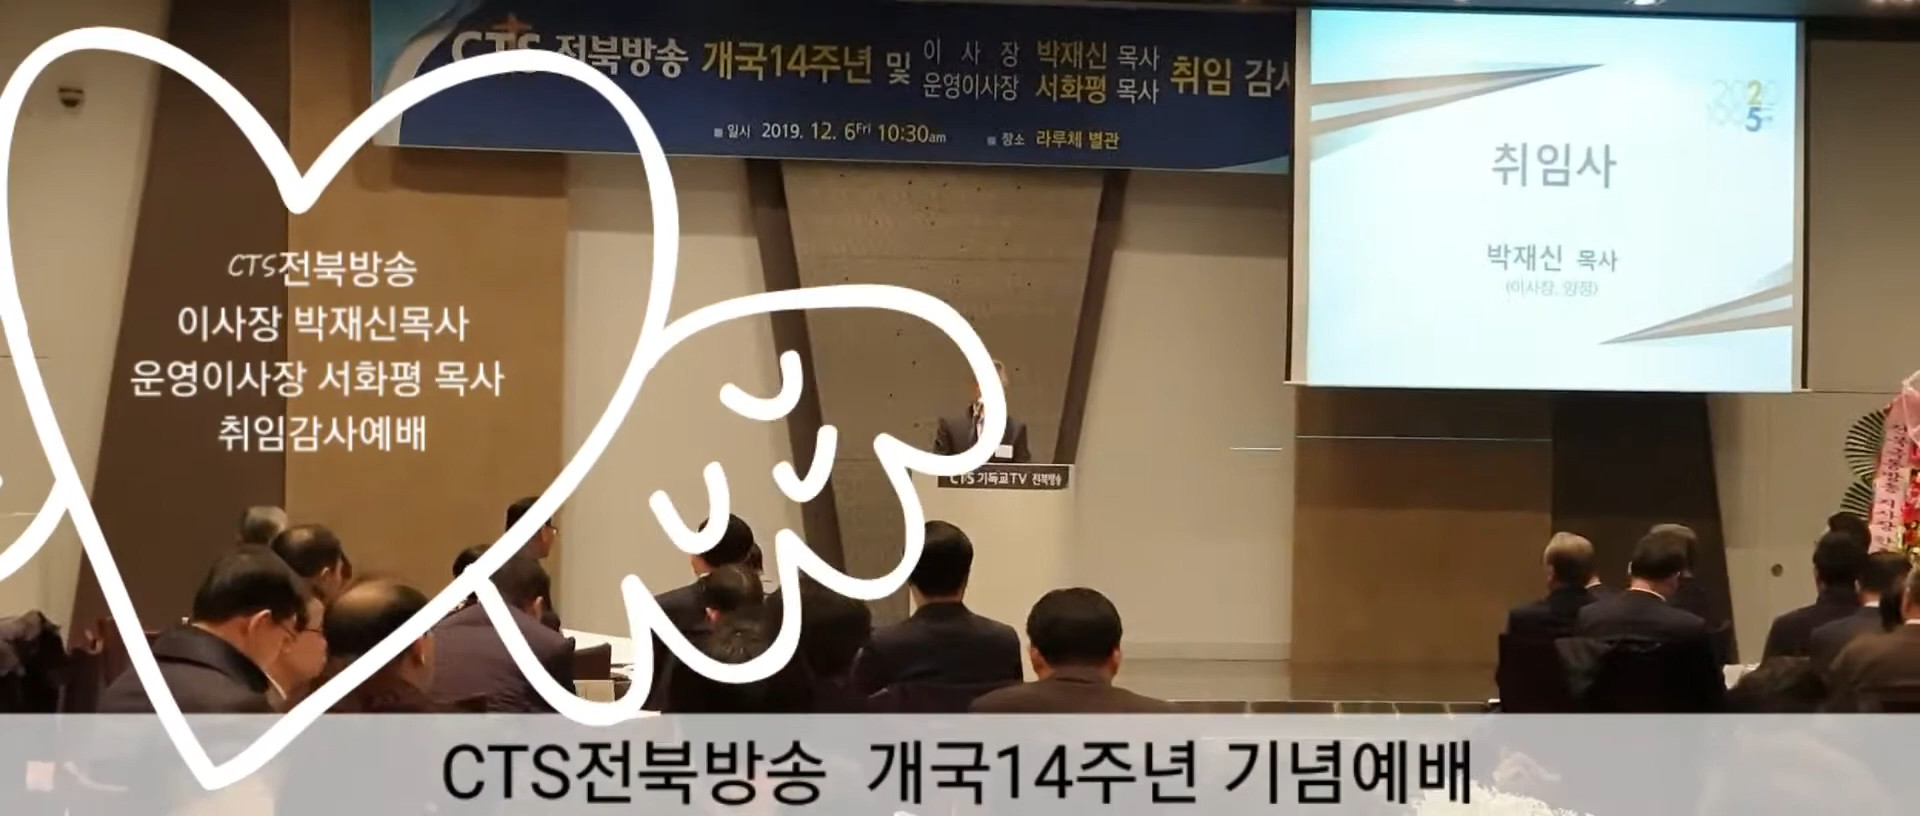 CTS 전북방송 개국14주년 및
이 사 장 박재신 목사
운영이사장 서화평 목사
취임 감사
■ 일시 2019. 12. 6Fri 10:30am ■ 장소 라루체 별관
취임사
박재신 목사
(이사장, 양정)
CTS전북방송
이사장 박재신목사
운영이사장 서화평 목사
취임감사예배
CTS기독교TV 전북방송
CTS전북방송 개국14주년 기념예배